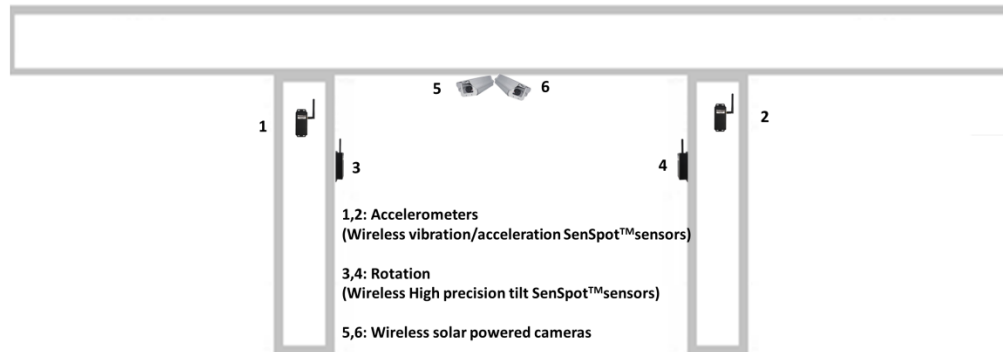 5
6
1
2
3
4
1,2: Accelerometers
(Wireless vibration/acceleration SenSpot™sensors)
3,4: Rotation
(Wireless High precision tilt SenSpot™sensors)
5,6: Wireless solar powered cameras